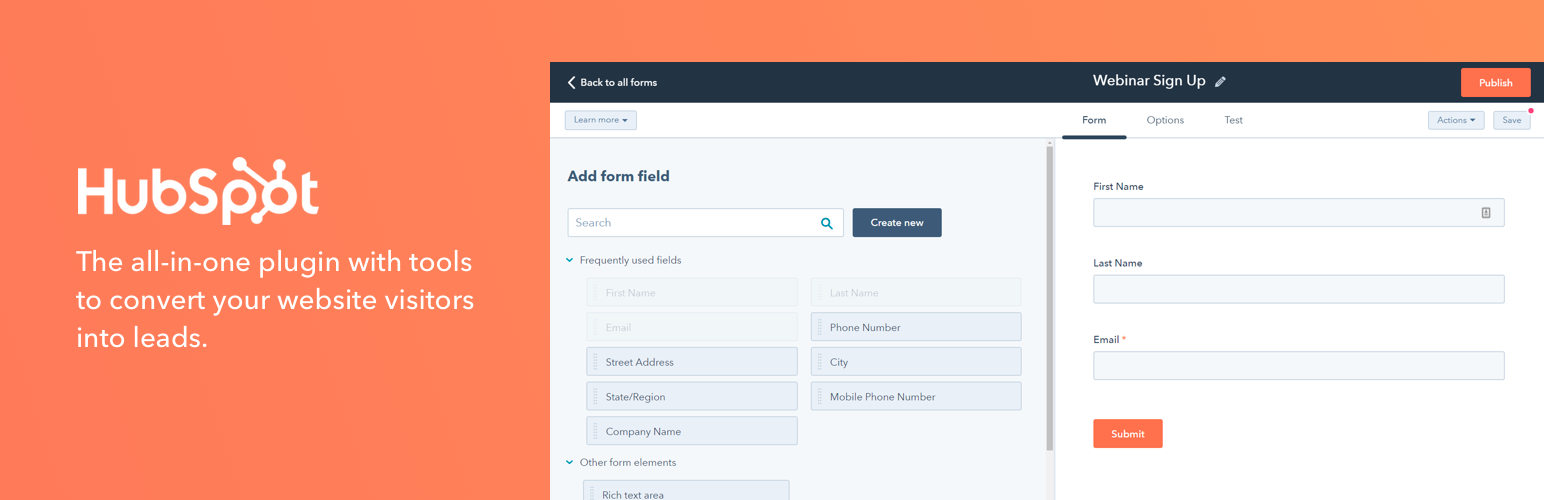 HubSpot
The all-in-one plugin with tools
to convert your website visitors
into leads.
Back to all forms
Webinar Sign Up
Publish
Learn more
Form
Options
Test
Actions
Save
Add form field
Search
Create new
Frequently used fields
First Name
Last Name
Email
Phone Number
Street Address
City
State/Region
Mobile Phone Number
Company Name
Other form elements
Rich text area
First Name
Last Name
Email *
Submit